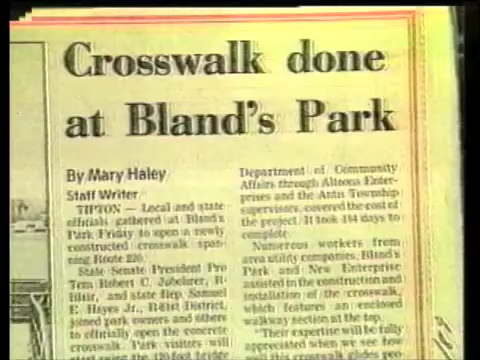 Crosswalk done
at Bland's Park
By Mary Haley
Staff Writer
TIPTON — Local and state
officials gathered at Bland's
Park Friday to open a newly
constructed crosswalk span-
ning Route 220.
State Senate President Pro
Tem Robert C. Jubelirer, R-
Blair, and state Rep. Samuel
E. Hayes Jr., R-81st District,
joined park owners and others
to officially open the concrete
crosswalk. Park visitors will
Department of Community
Affairs through Altoona Enter-
prises and the Antis Township
supervisors, covered the cost of
the project. It took 184 days to
complete.
Numerous workers from
area utility companies, Bland's
Park and New Enterprise
assisted in the construction and
installation of the crosswalk,
which features an enclosed
walkway section at the top.
"Their expertise will be fully
appreciated when we see how
well this crosswalk glides peo-